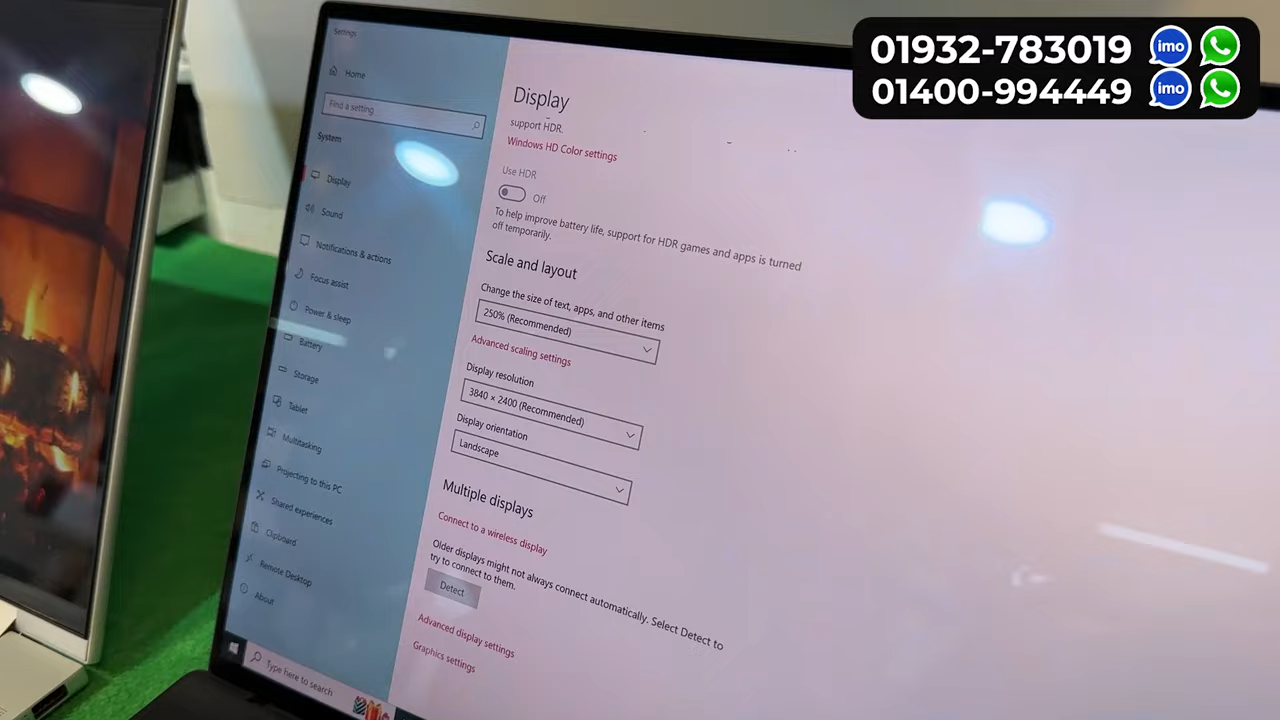 01932-783019 imo
01400-994449 imo
Settings
Home
Find a setting
System
Display
Sound
Notifications & actions
Focus assist
Power & sleep
Battery
Storage
Tablet
Multitasking
Projecting to this PC
Shared experiences
Clipboard
Remote Desktop
About
Display
support HDR.
Windows HD Color settings
Use HDR
Off
To help improve battery life, support for HDR games and apps is turned
off temporarily.
Scale and layout
Change the size of text, apps, and other items
250% (Recommended)
Advanced scaling settings
Display resolution
3840 × 2400 (Recommended)
Display orientation
Landscape
Multiple displays
Connect to a wireless display
Older displays might not always connect automatically. Select Detect to
try to connect to them.
Detect
Advanced display settings
Graphics settings
Type here to search